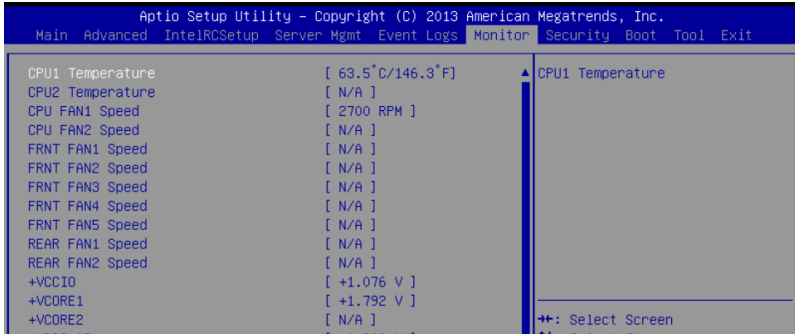 Aptio Setup Utility – Copyright (C) 2013 American Megatrends, Inc.
Main Advanced IntelRCSetup Server Mgmt Event Logs Monitor Security Boot Tool Exit
CPU1 Temperature [ 63.5°C/146.3°F] CPU1 Temperature
CPU2 Temperature [ N/A ]
CPU FAN1 Speed [ 2700 RPM ]
CPU FAN2 Speed [ N/A ]
FRNT FAN1 Speed [ N/A ]
FRNT FAN2 Speed [ N/A ]
FRNT FAN3 Speed [ N/A ]
FRNT FAN4 Speed [ N/A ]
FRNT FAN5 Speed [ N/A ]
REAR FAN1 Speed [ N/A ]
REAR FAN2 Speed [ N/A ]
+VCCIO [ +1.076 V ]
+VCORE1 [ +1.792 V ]
+VCORE2 [ N/A ] →←: Select Screen